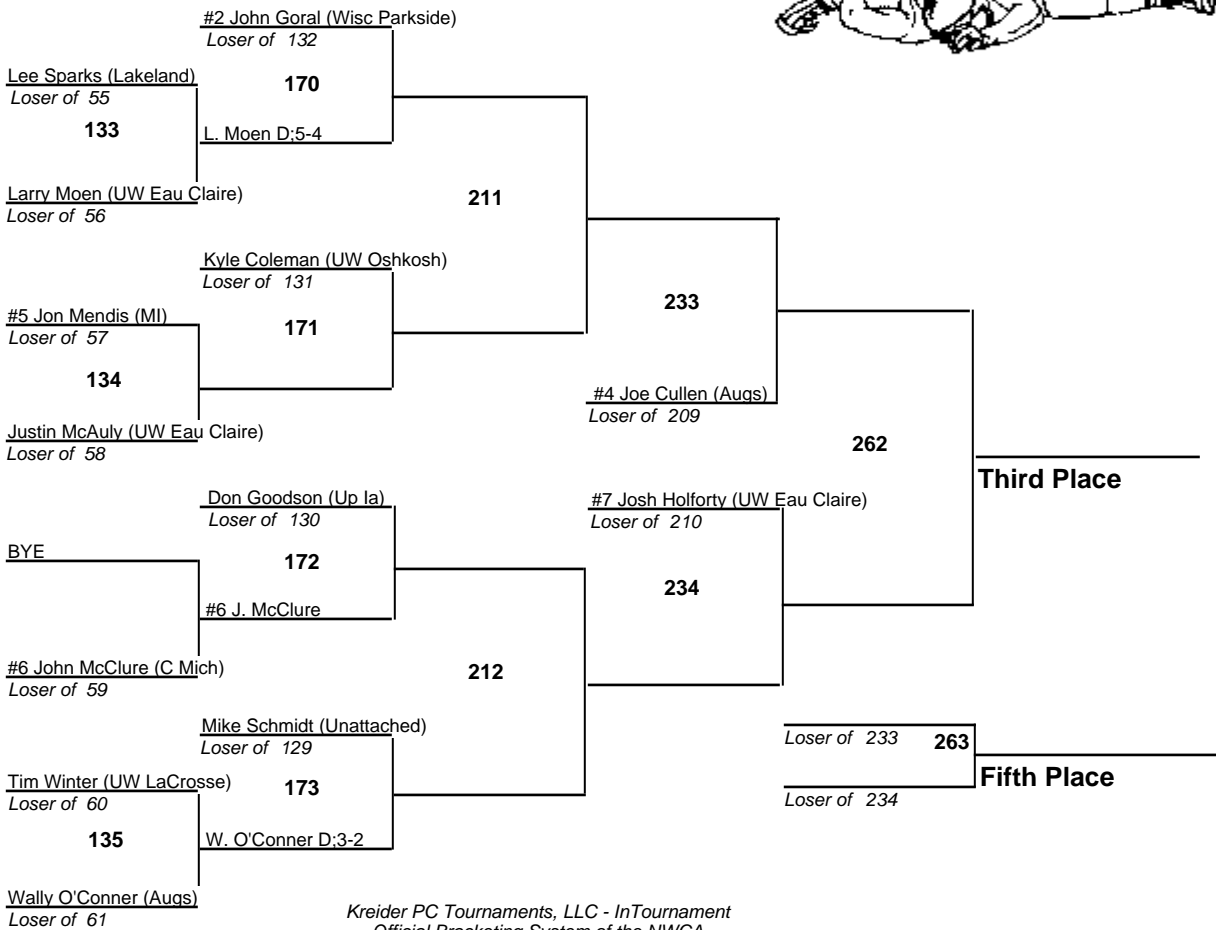 #2 John Goral (Wisc Parkside)
Loser of 132
Lee Sparks (Lakeland)
Loser of 55
170
133
L. Moen D;5-4
Larry Moen (UW Eau Claire)
Loser of 56
211
Kyle Coleman (UW Oshkosh)
Loser of 131
#5 Jon Mendis (MI)
Loser of 57
171
233
134
#4 Joe Cullen (Augs)
Loser of 209
Justin McAuly (UW Eau Claire)
Loser of 58
262
Third Place
Don Goodson (Up Ia)
Loser of 130
#7 Josh Holforty (UW Eau Claire)
Loser of 210
BYE
172
234
#6 J. McClure
#6 John McClure (C Mich)
Loser of 59
212
Mike Schmidt (Unattached)
Loser of 129
Loser of 233
263
Tim Winter (UW LaCrosse)
Loser of 60
173
Fifth Place
Loser of 234
135
W. O'Conner D;3-2
Wally O'Conner (Augs)
Loser of 61
Kreider PC Tournaments, LLC - InTournament
Official Bracketing System of the NWCA